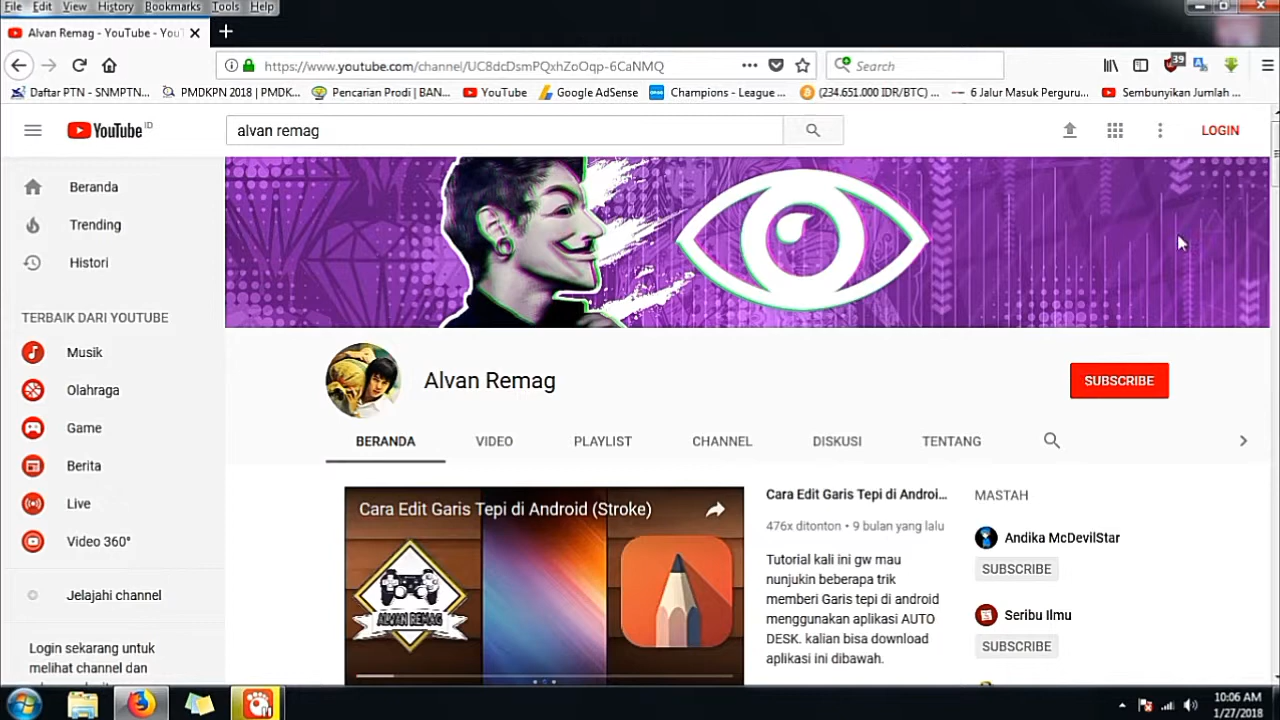 File Edit View History Bookmarks Tools Help
Alvan Remag - YouTube - You
https://www.youtube.com/channel/UC8dcDsmPQxhZoOqp-6CaNMQ
Search
39
Daftar PTN - SNMPTN...
PMDKPN 2018 | PMDK...
Pencarian Prodi | BAN...
YouTube
Google AdSense
Champions - League ...
(234.651.000 IDR/BTC) ...
6 Jalur Masuk Perguru...
Sembunyikan Jumlah ...
YouTube ID
alvan remag
LOGIN
Beranda
Trending
Histori
TERBAIK DARI YOUTUBE
Musik
Olahraga
Game
Berita
Live
Video 360°
Jelajahi channel
Login sekarang untuk
melihat channel dan
Alvan Remag
SUBSCRIBE
BERANDA
VIDEO
PLAYLIST
CHANNEL
DISKUSI
TENTANG
Cara Edit Garis Tepi di Android (Stroke)
ALVAN REMAG
Cara Edit Garis Tepi di Androi...
476x ditonton • 9 bulan yang lalu
Tutorial kali ini gw mau
nunjukin beberapa trik
memberi Garis tepi di android
menggunakan aplikasi AUTO
DESK. kalian bisa download
aplikasi ini dibawah.
MASTAH
Andika McDevilStar
SUBSCRIBE
Seribu Ilmu
SUBSCRIBE
10:06 AM
1/27/2018